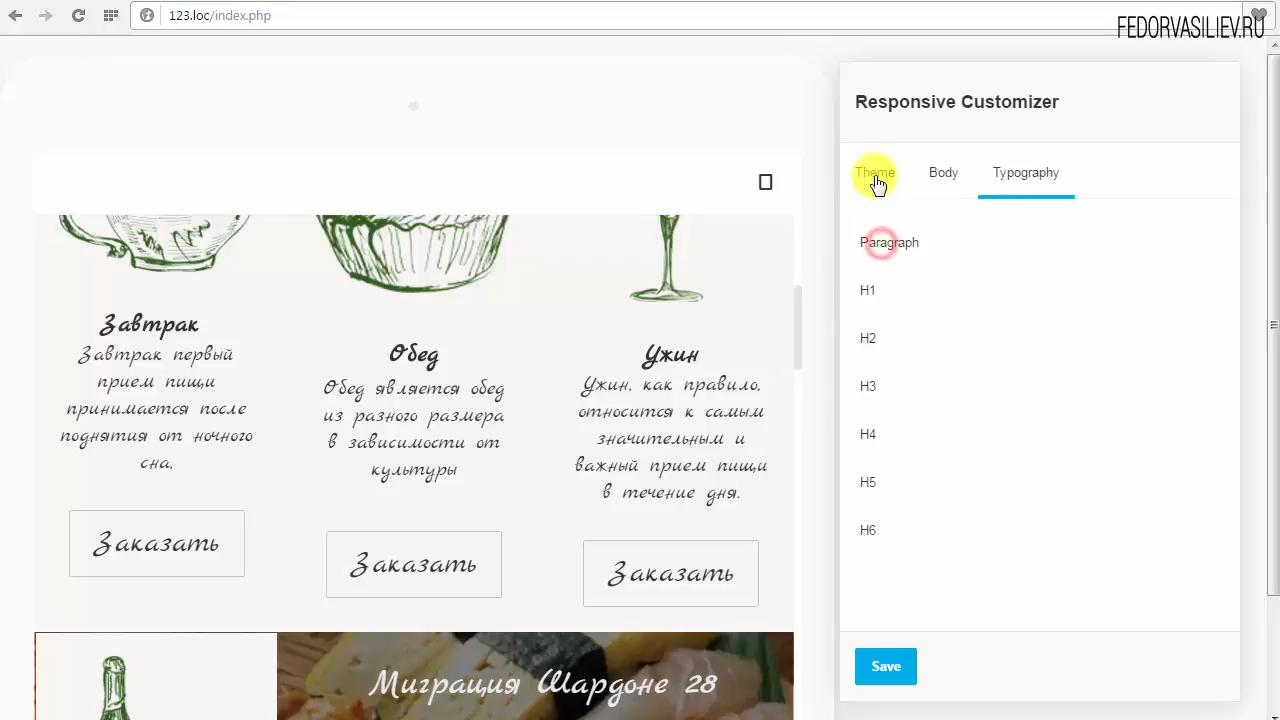 123.loc/index.php
FEDORVASILIEV.RU
Responsive Customizer
Theme
Body
Typography
Paragraph
H1
H2
H3
H4
H5
H6
Save
Завтрак
Завтрак первый
прием пищи
принимается после
поднятия от ночного
сна,
Заказать
Обед
Обед является обед
из разного размера
в зависимости от
культуры
Заказать
Ужин
Ужин, как правило,
относится к самым
значительным и
важный прием пищи
в течение дня.
Заказать
Миграция Шардоне 28